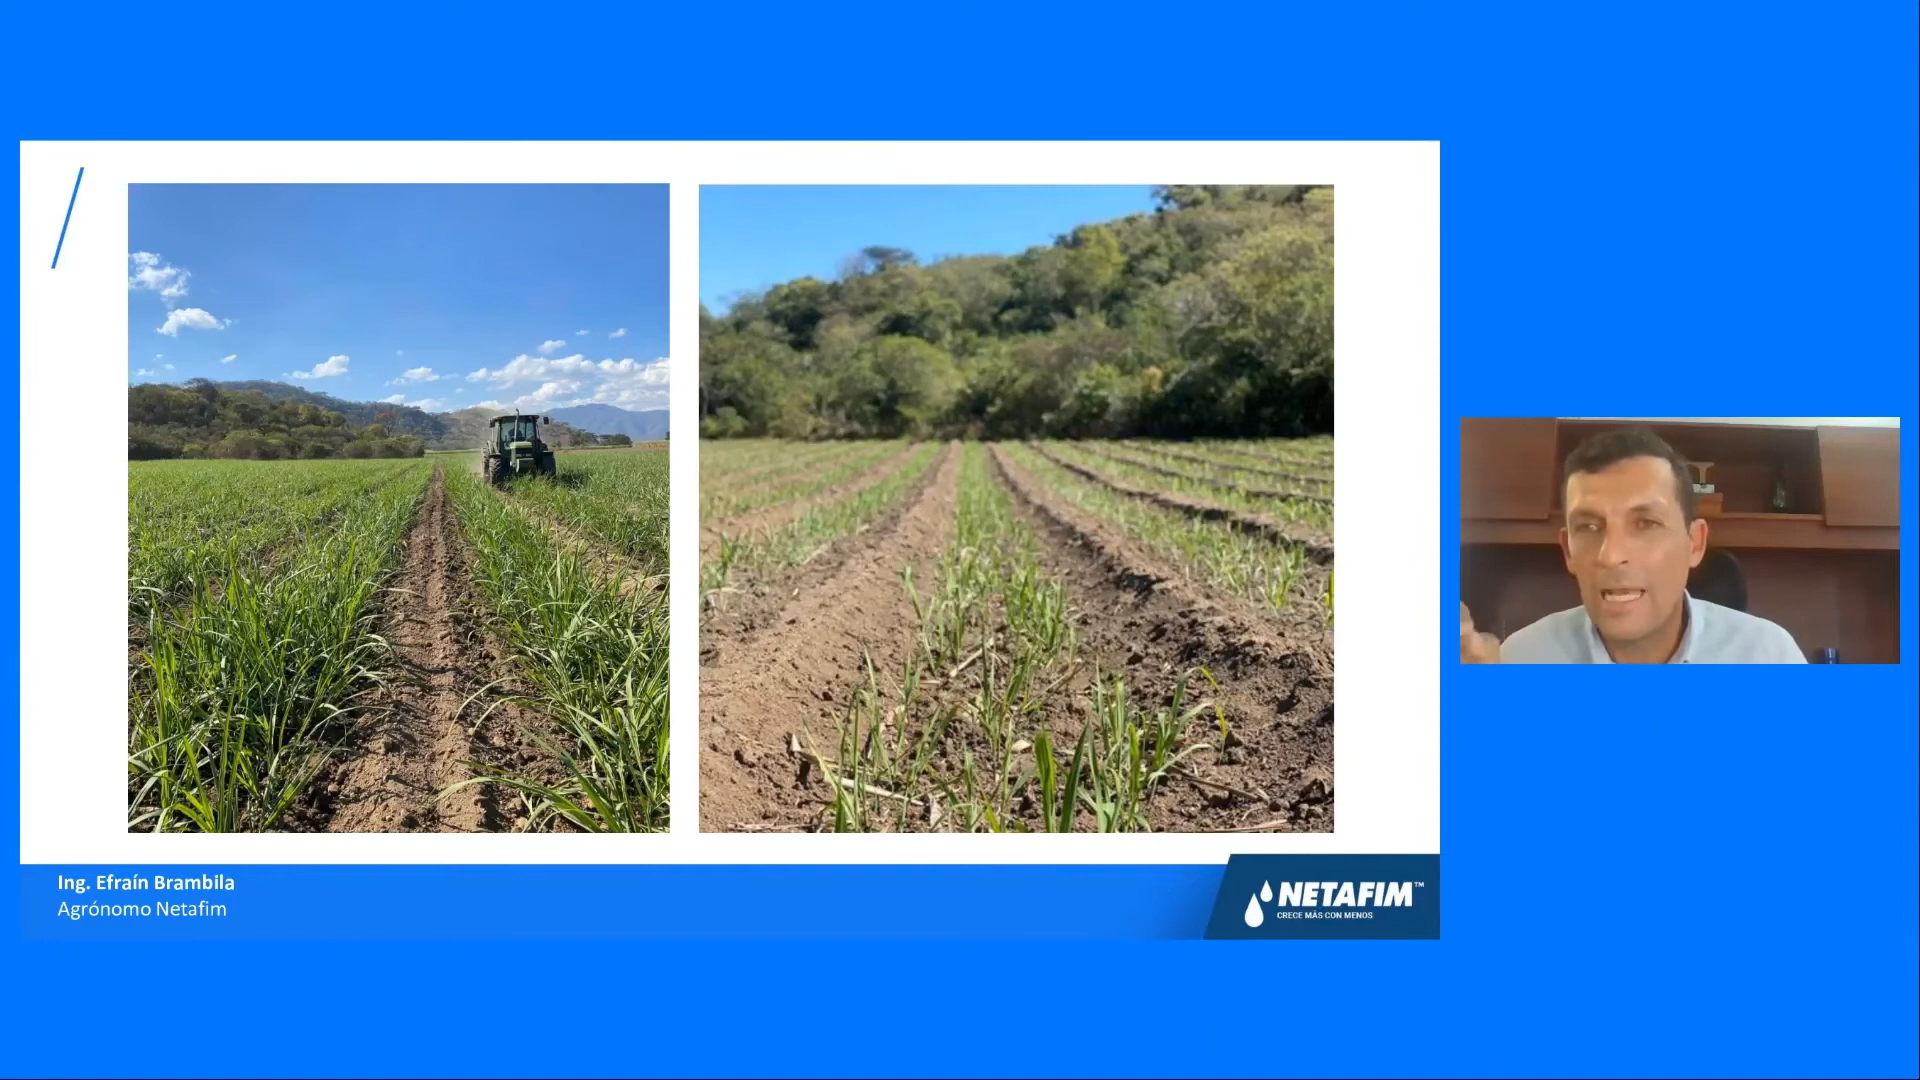 Ing. Efraín Brambila
Agrónomo Netafim
NETAFIM™
CRECE MÁS CON MENOS